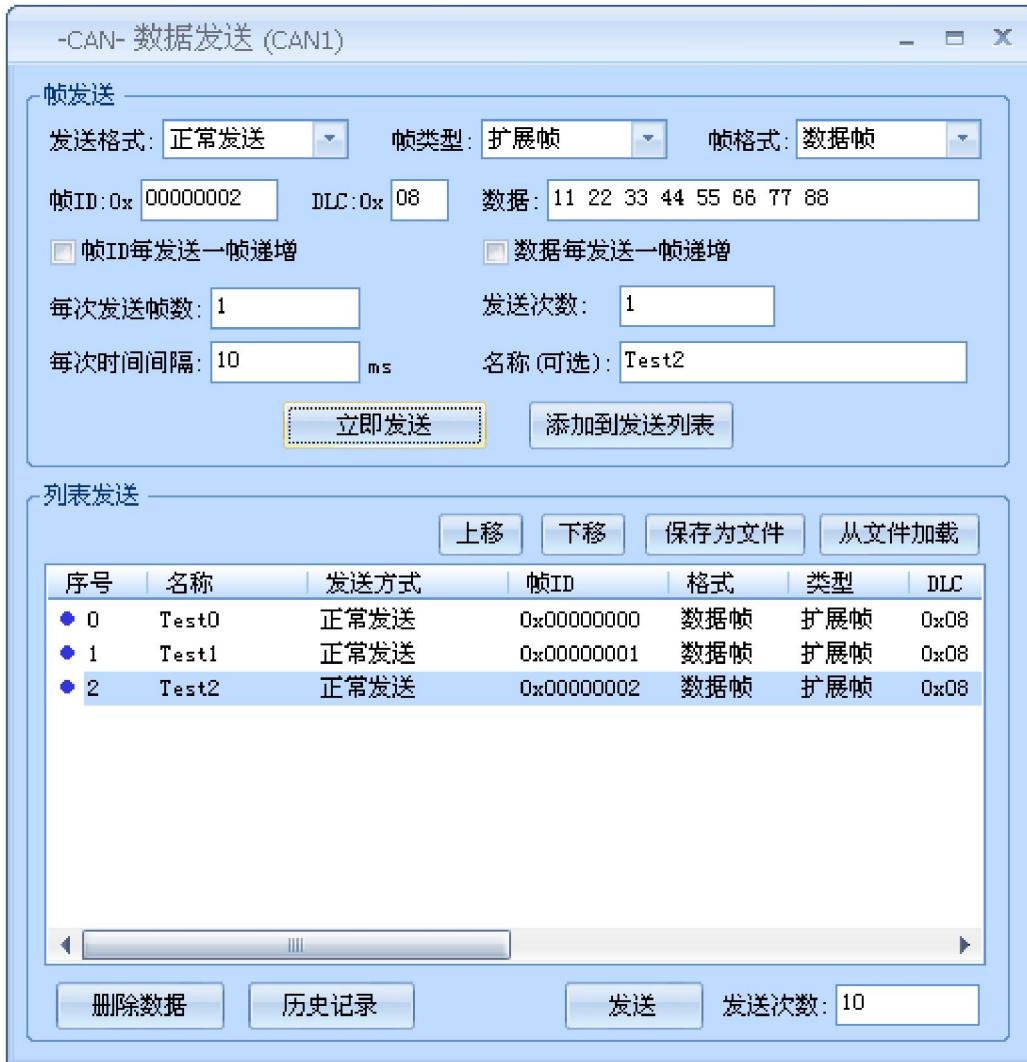 -CAN- 数据发送 (CAN1)
帧发送
发送格式: 正常发送 帧类型: 扩展帧 帧格式: 数据帧
帧ID:0x 00000002 DLC:0x 08 数据: 11 22 33 44 55 66 77 88
帧ID每发送一帧递增 数据每发送一帧递增
每次发送帧数: 1 发送次数: 1
每次时间间隔: 10 ms 名称(可选): Test2
立即发送 添加到发送列表
列表发送
上移 下移 保存为文件 从文件加载
序号 名称 发送方式 帧ID 格式 类型 DLC
0 Test0 正常发送 0x00000000 数据帧 扩展帧 0x08
1 Test1 正常发送 0x00000001 数据帧 扩展帧 0x08
2 Test2 正常发送 0x00000002 数据帧 扩展帧 0x08
删除数据 历史记录 发送 发送次数: 10